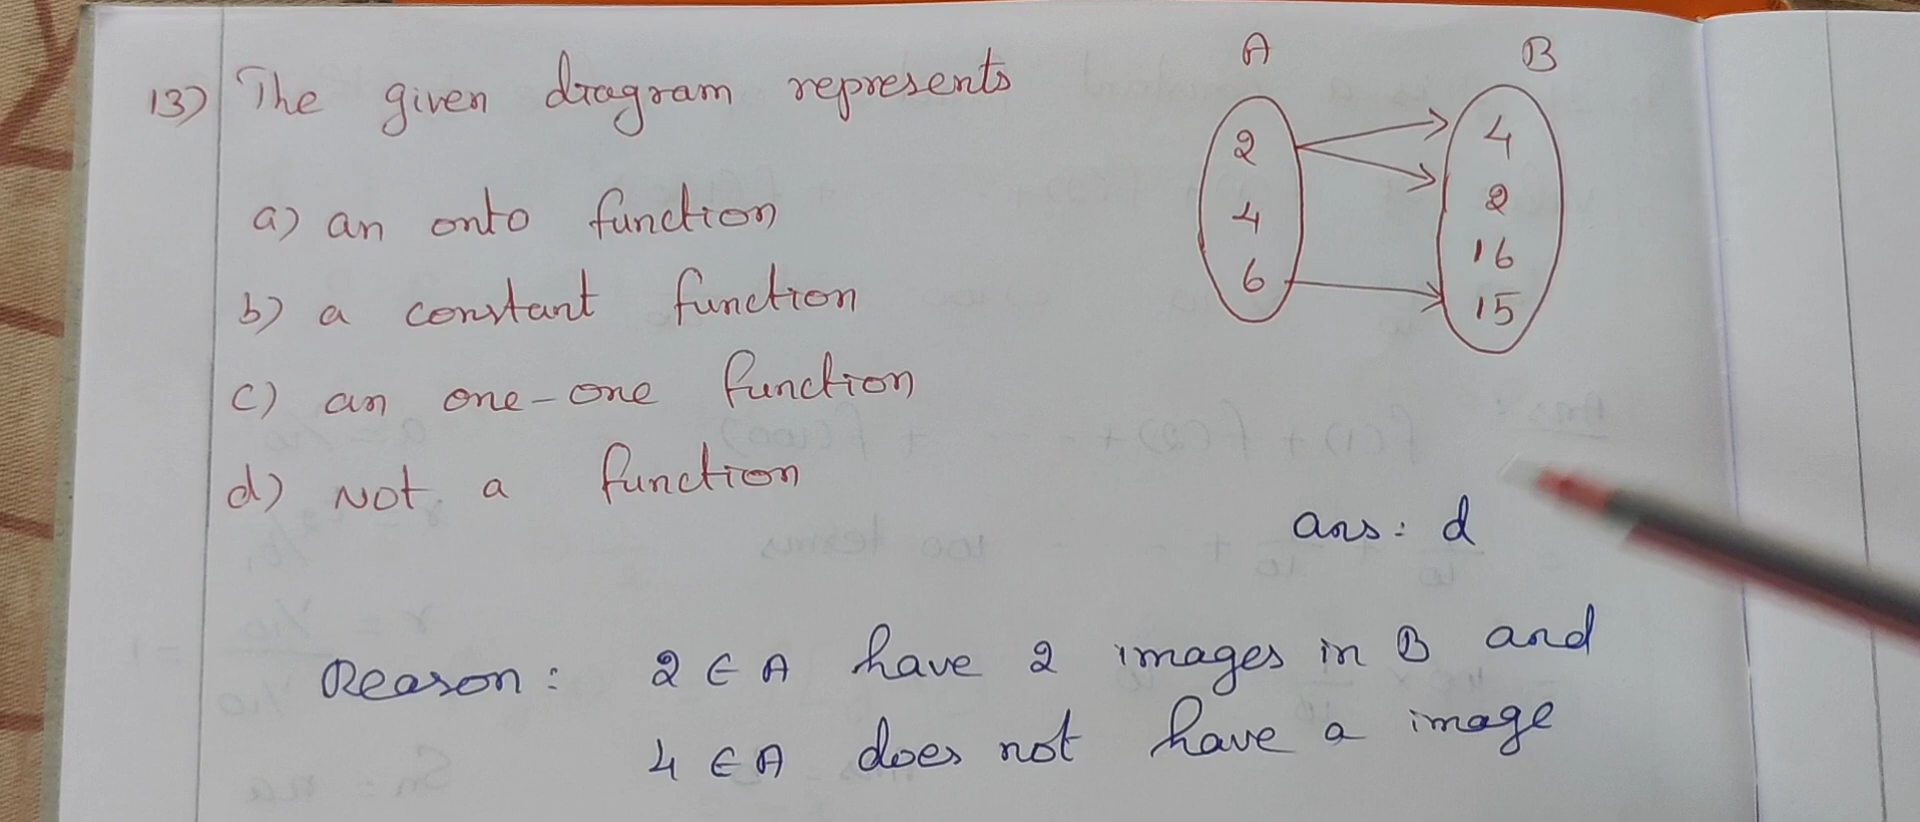 13) The given diagram represents
A B
2 4
4 2
6 16
15
a) an onto function
b) a constant function
c) an one-one function
d) Not a function
ans: d
Reason: 2 ∈ A have 2 images in B and
4 ∈ A does not have a image